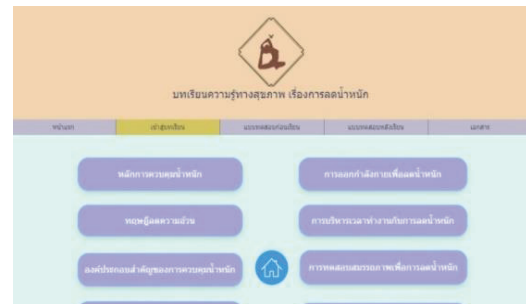 บทเรียนความรู้ทางสุขภาพ เรื่องการลดน้ำหนัก
หน้าแรก
เข้าสู่บทเรียน
แบบทดสอบก่อนเรียน
แบบทดสอบหลังเรียน
เอกสาร
หลักการควบคุมน้ำหนัก
การออกกำลังกายเพื่อลดน้ำหนัก
ทฤษฎีลดความอ้วน
การบริหารเวลาทำงานกับการลดน้ำหนัก
องค์ประกอบสำคัญของการควบคุมน้ำหนัก
การทดสอบสมรรถภาพเพื่อการลดน้ำหนัก